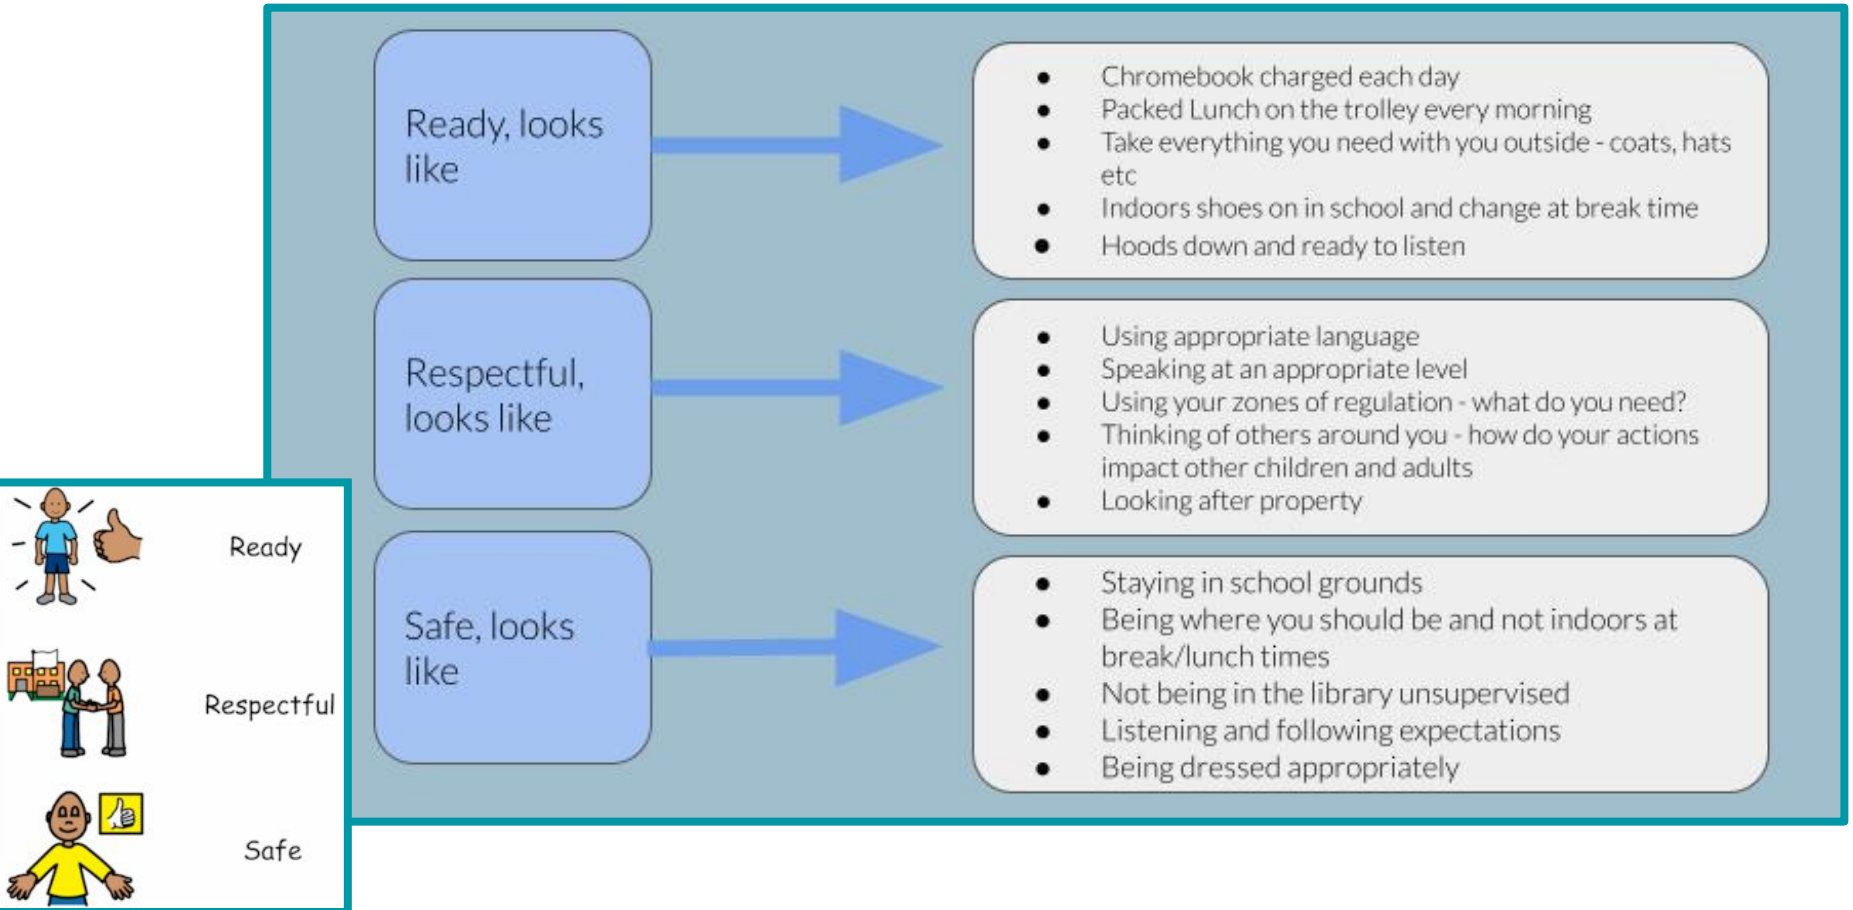 Ready, looks
like
● Chromebook charged each day
● Packed Lunch on the trolley every morning
● Take everything you need with you outside - coats, hats
etc
● Indoors shoes on in school and change at break time
● Hoods down and ready to listen
Respectful,
looks like
● Using appropriate language
● Speaking at an appropriate level
● Using your zones of regulation - what do you need?
● Thinking of others around you - how do your actions
impact other children and adults
● Looking after property
Safe, looks
like
● Staying in school grounds
● Being where you should be and not indoors at
break/lunch times
● Not being in the library unsupervised
● Listening and following expectations
● Being dressed appropriately
Ready
Respectful
Safe